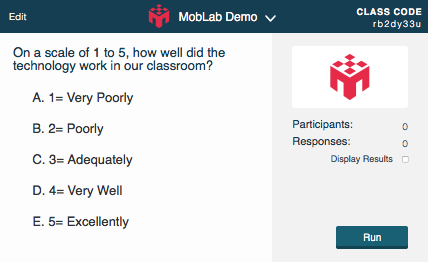 Edit
MobLab Demo
CLASS CODE
rb2dy33u
On a scale of 1 to 5, how well did the
technology work in our classroom?
A. 1= Very Poorly
B. 2= Poorly
C. 3= Adequately
D. 4= Very Well
E. 5= Excellently
Participants: 0
Responses: 0
Display Results
Run